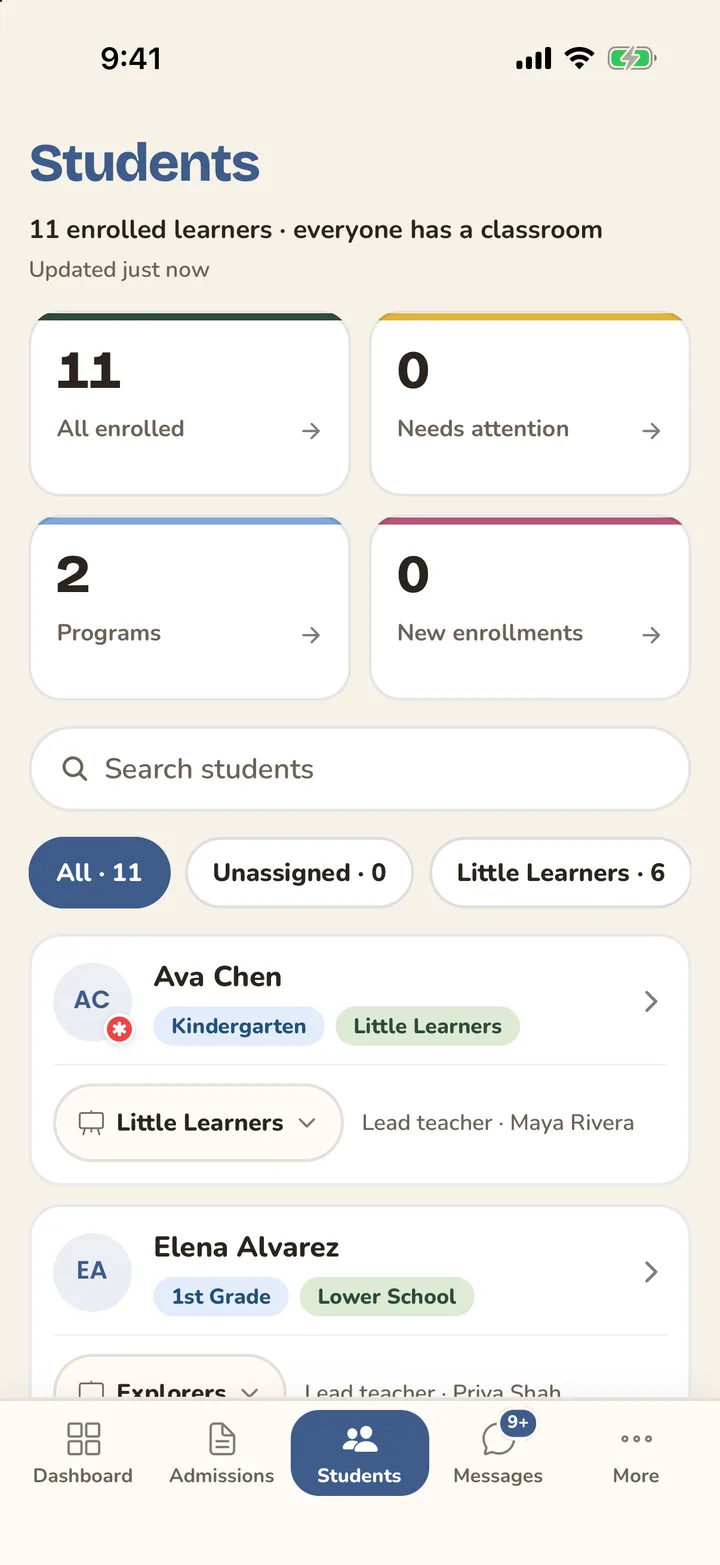 9:41
Students
11 enrolled learners · everyone has a classroom
Updated just now
11
All enrolled
0
Needs attention
2
Programs
0
New enrollments
Search students
All · 11
Unassigned · 0
Little Learners · 6
AC
Ava Chen
Kindergarten
Little Learners
Little Learners
Lead teacher · Maya Rivera
EA
Elena Alvarez
1st Grade
Lower School
Explorers
Lead teacher · Priya Shah
Dashboard
Admissions
Students
9+
Messages
More